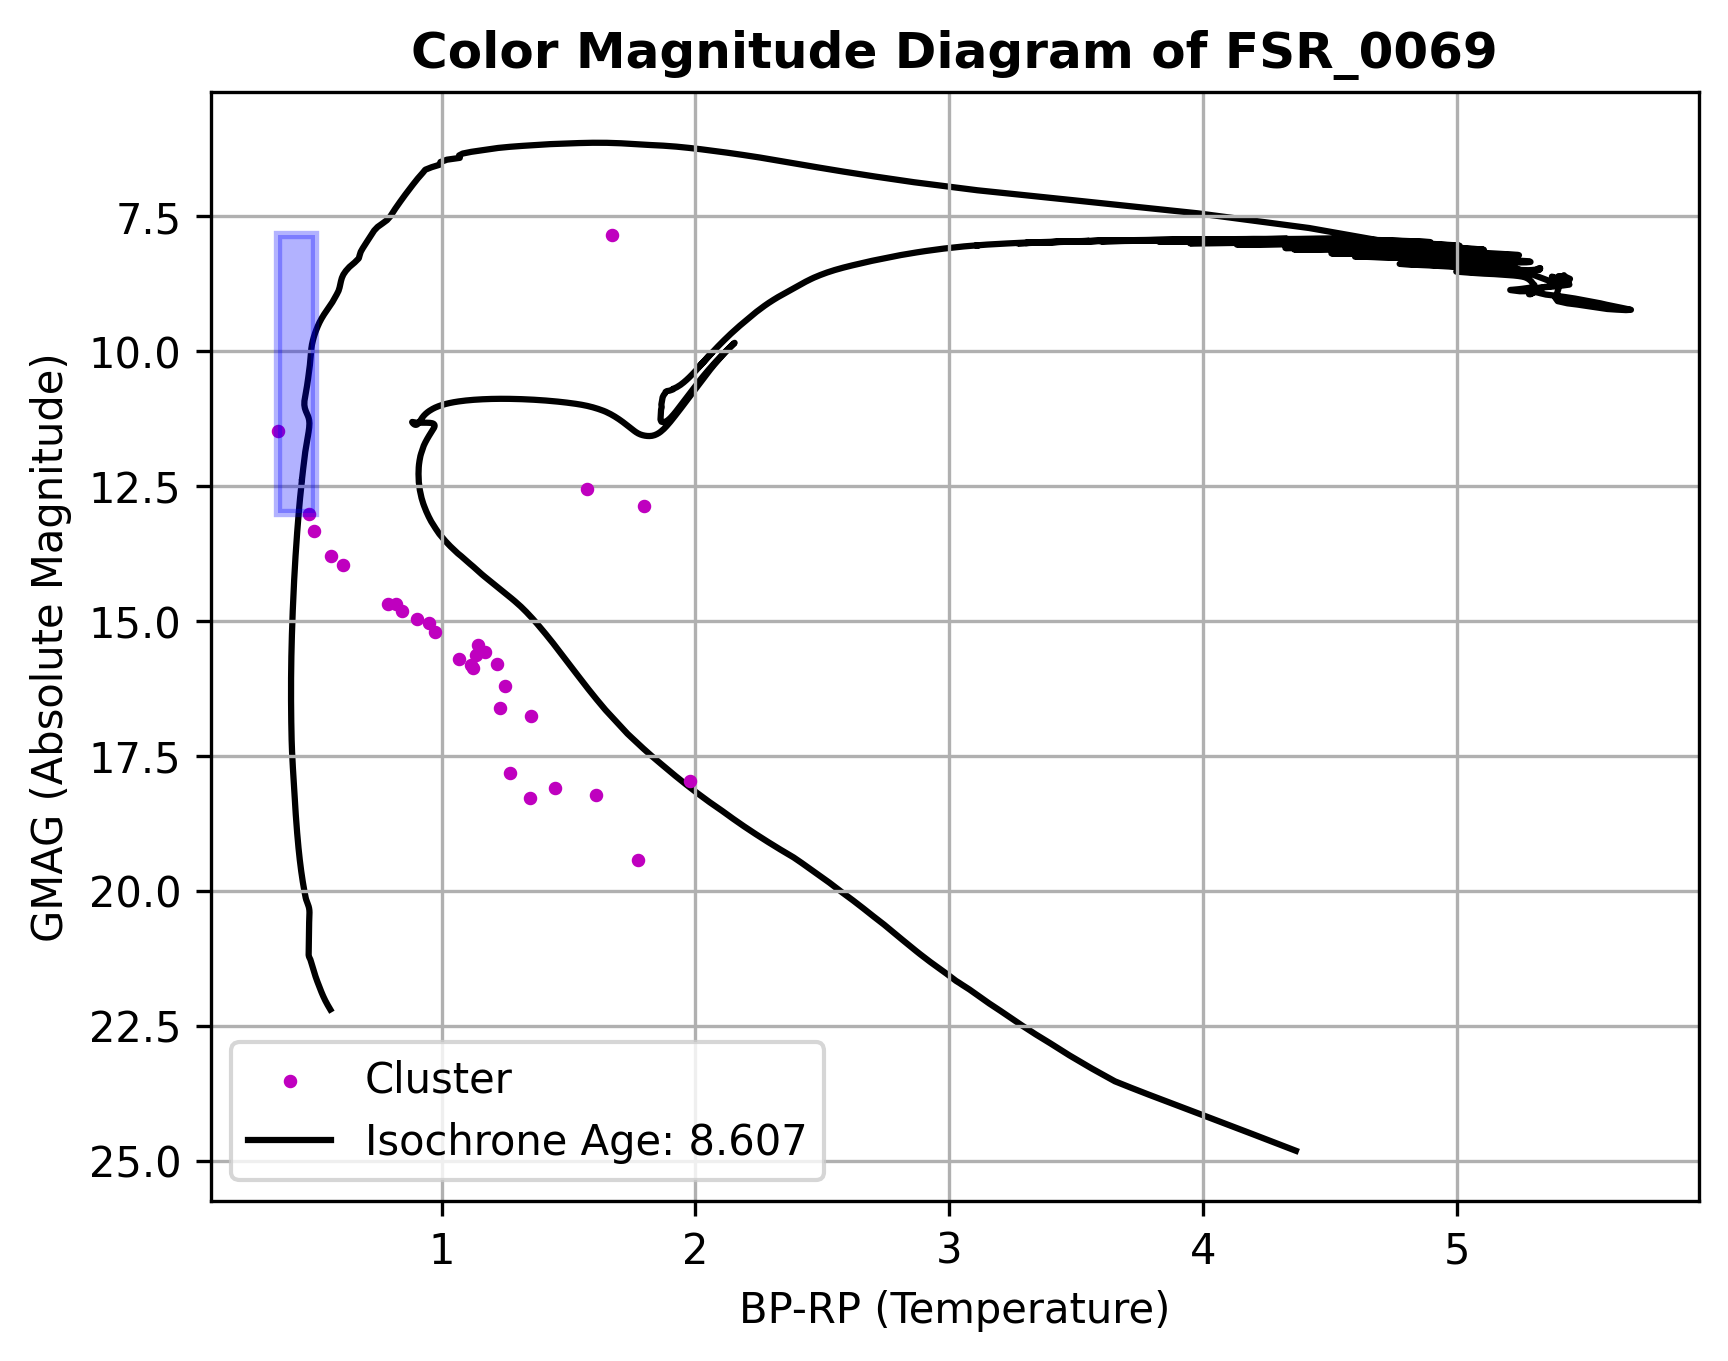 Color Magnitude Diagram of FSR_0069
GMAG (Absolute Magnitude)
7.5
10.0
12.5
15.0
17.5
20.0
22.5
25.0
Cluster
Isochrone Age: 8.607
1 2 3 4 5
BP-RP (Temperature)